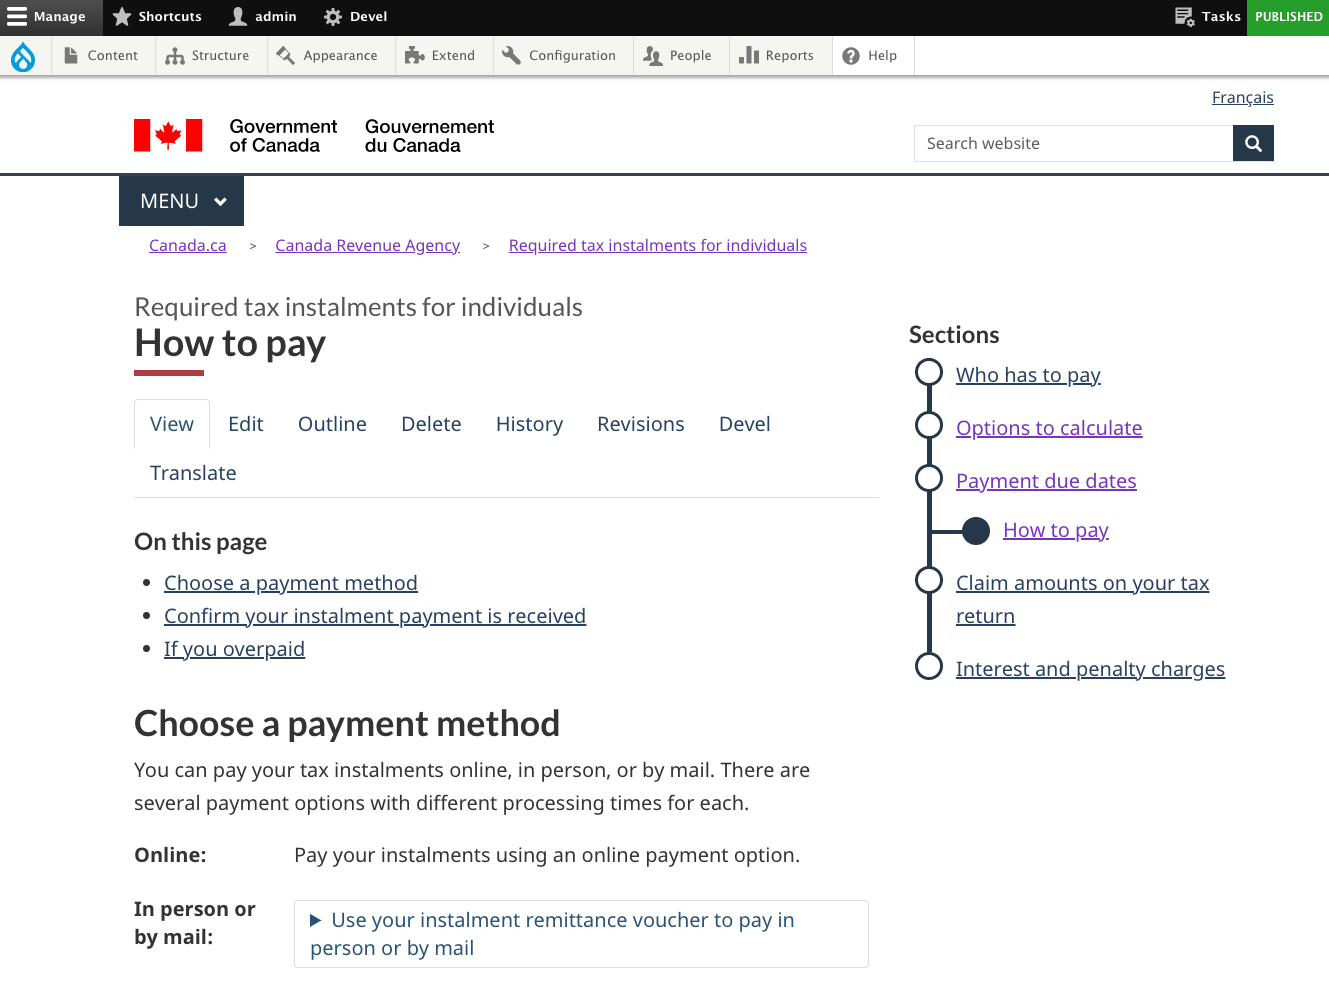 Manage Shortcuts admin Devel Tasks PUBLISHED
Content Structure Appearance Extend Configuration People Reports Help
Français
Government of Canada
Gouvernement du Canada
Search website
MENU
Canada.ca > Canada Revenue Agency > Required tax instalments for individuals
Required tax instalments for individuals
How to pay
View Edit Outline Delete History Revisions Devel
Translate
On this page
• Choose a payment method
• Confirm your instalment payment is received
• If you overpaid
Choose a payment method
You can pay your tax instalments online, in person, or by mail. There are
several payment options with different processing times for each.
Online: Pay your instalments using an online payment option.
In person or
by mail:
Use your instalment remittance voucher to pay in
person or by mail
Sections
Who has to pay
Options to calculate
Payment due dates
How to pay
Claim amounts on your tax
return
Interest and penalty charges